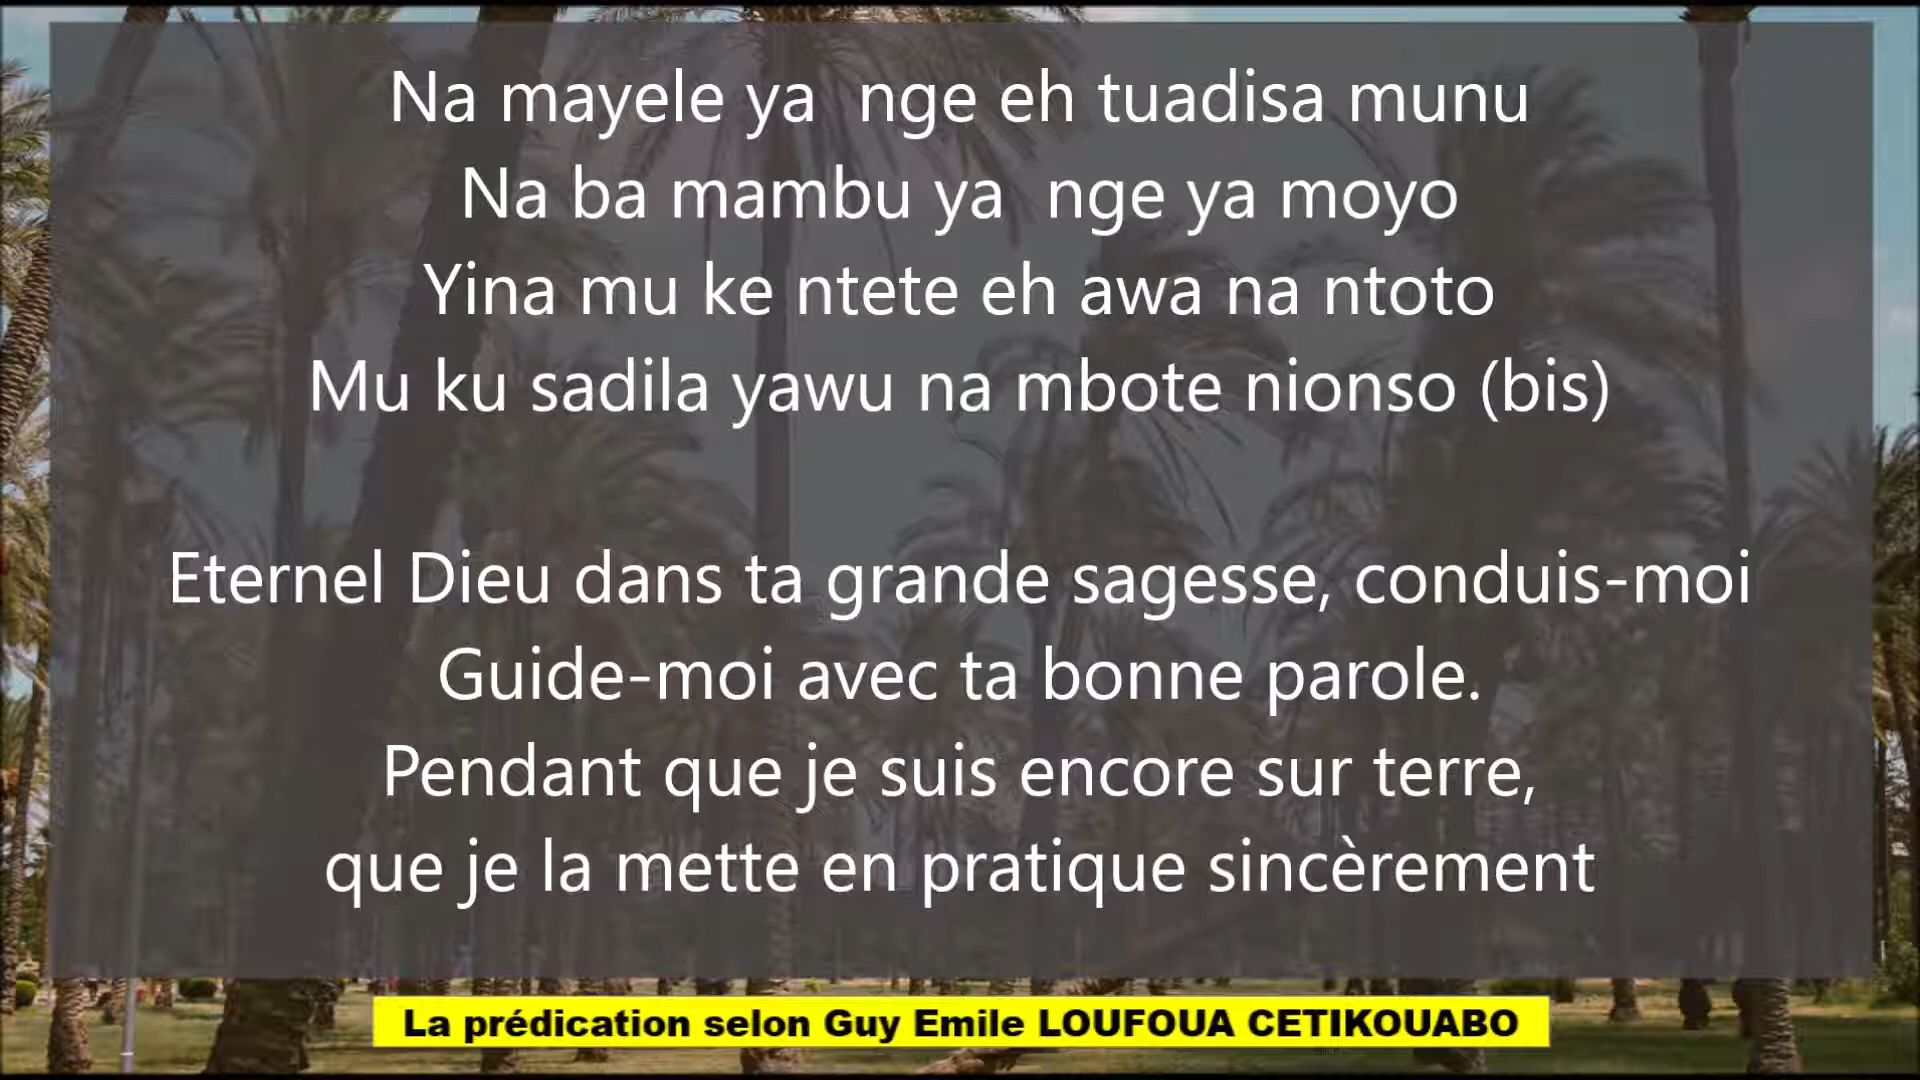 Na mayele ya nge eh tuadisa munu
Na ba mambu ya nge ya moyo
Yina mu ke ntete eh awa na ntoto
Mu ku sadila yawu na mbote nionso (bis)
Eternel Dieu dans ta grande sagesse, conduis-moi
Guide-moi avec ta bonne parole.
Pendant que je suis encore sur terre,
que je la mette en pratique sincèrement
La prédication selon Guy Emile LOUFOUA CETIKOUABO